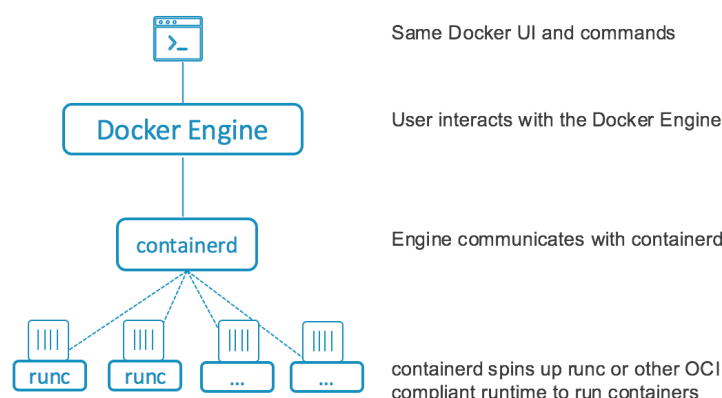 >_
Same Docker UI and commands
Docker Engine
User interacts with the Docker Engine
containerd
Engine communicates with containerd
runc
runc
...
...
containerd spins up runc or other OCI
compliant runtime to run containers